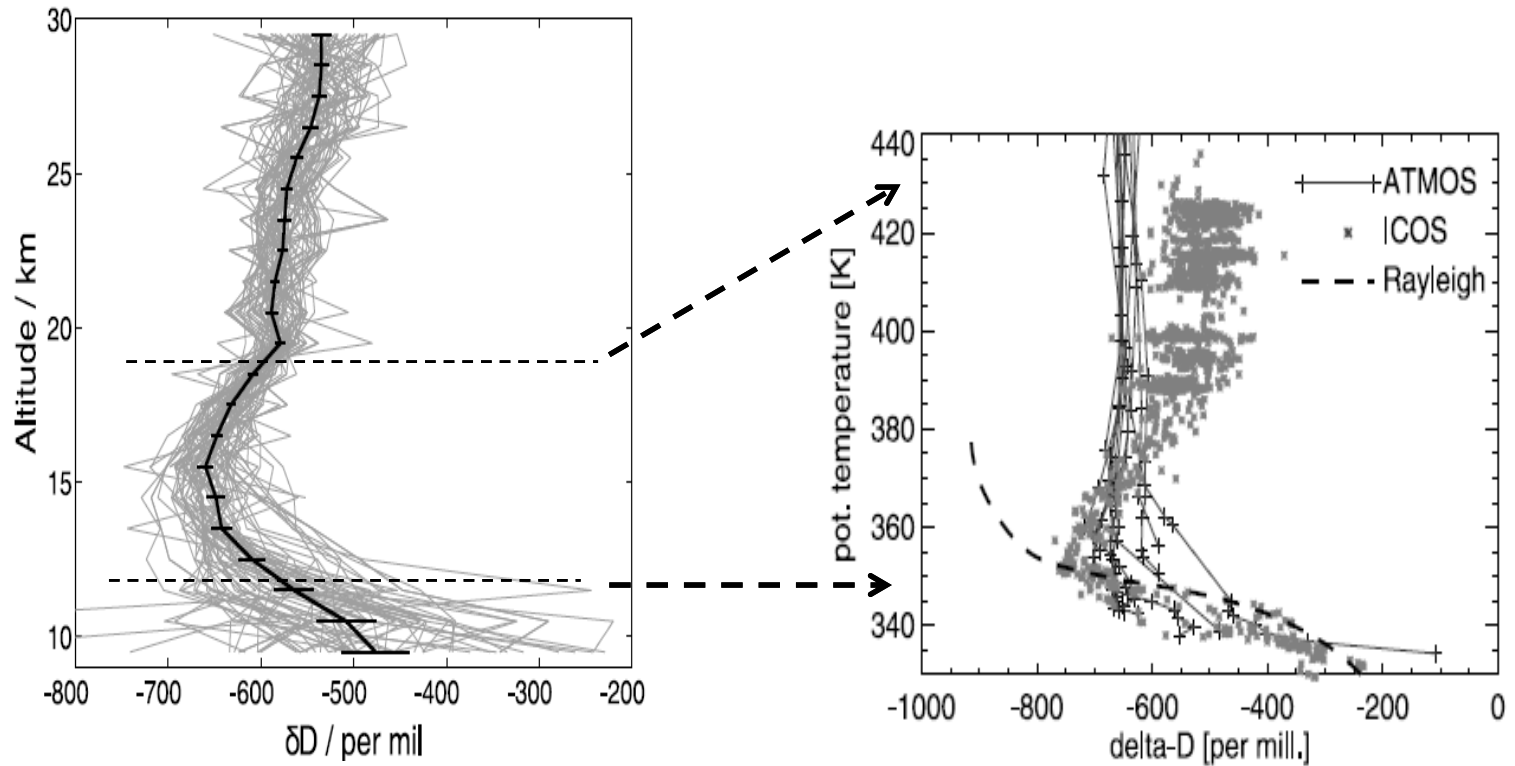 30
25
20
15
10
Altitude / km
-800 -700 -600 -500 -400 -300 -200
δD / per mil
440
420
400
380
360
340
pot. temperature [K]
ATMOS
ICOS
Rayleigh
-1000 -800 -600 -400 -200 0
delta-D [per mill.]